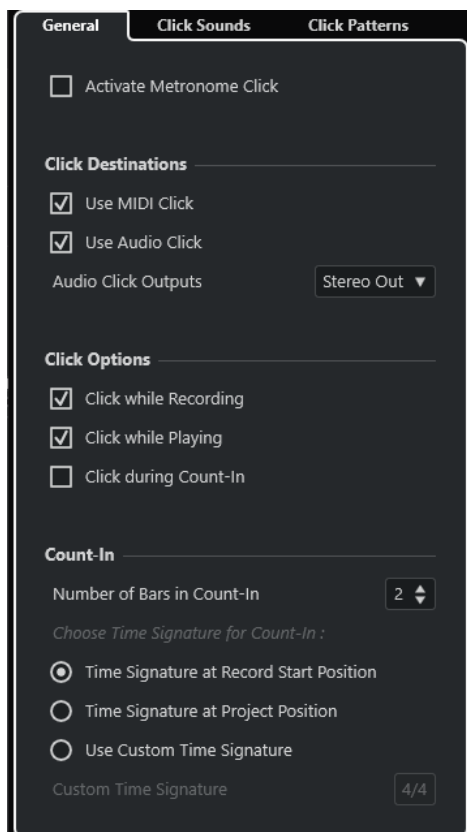 General Click Sounds Click Patterns
Activate Metronome Click
Click Destinations
Use MIDI Click
Use Audio Click
Audio Click Outputs Stereo Out
Click Options
Click while Recording
Click while Playing
Click during Count-In
Count-In
Number of Bars in Count-In 2
Choose Time Signature for Count-In :
Time Signature at Record Start Position
Time Signature at Project Position
Use Custom Time Signature
Custom Time Signature 4/4